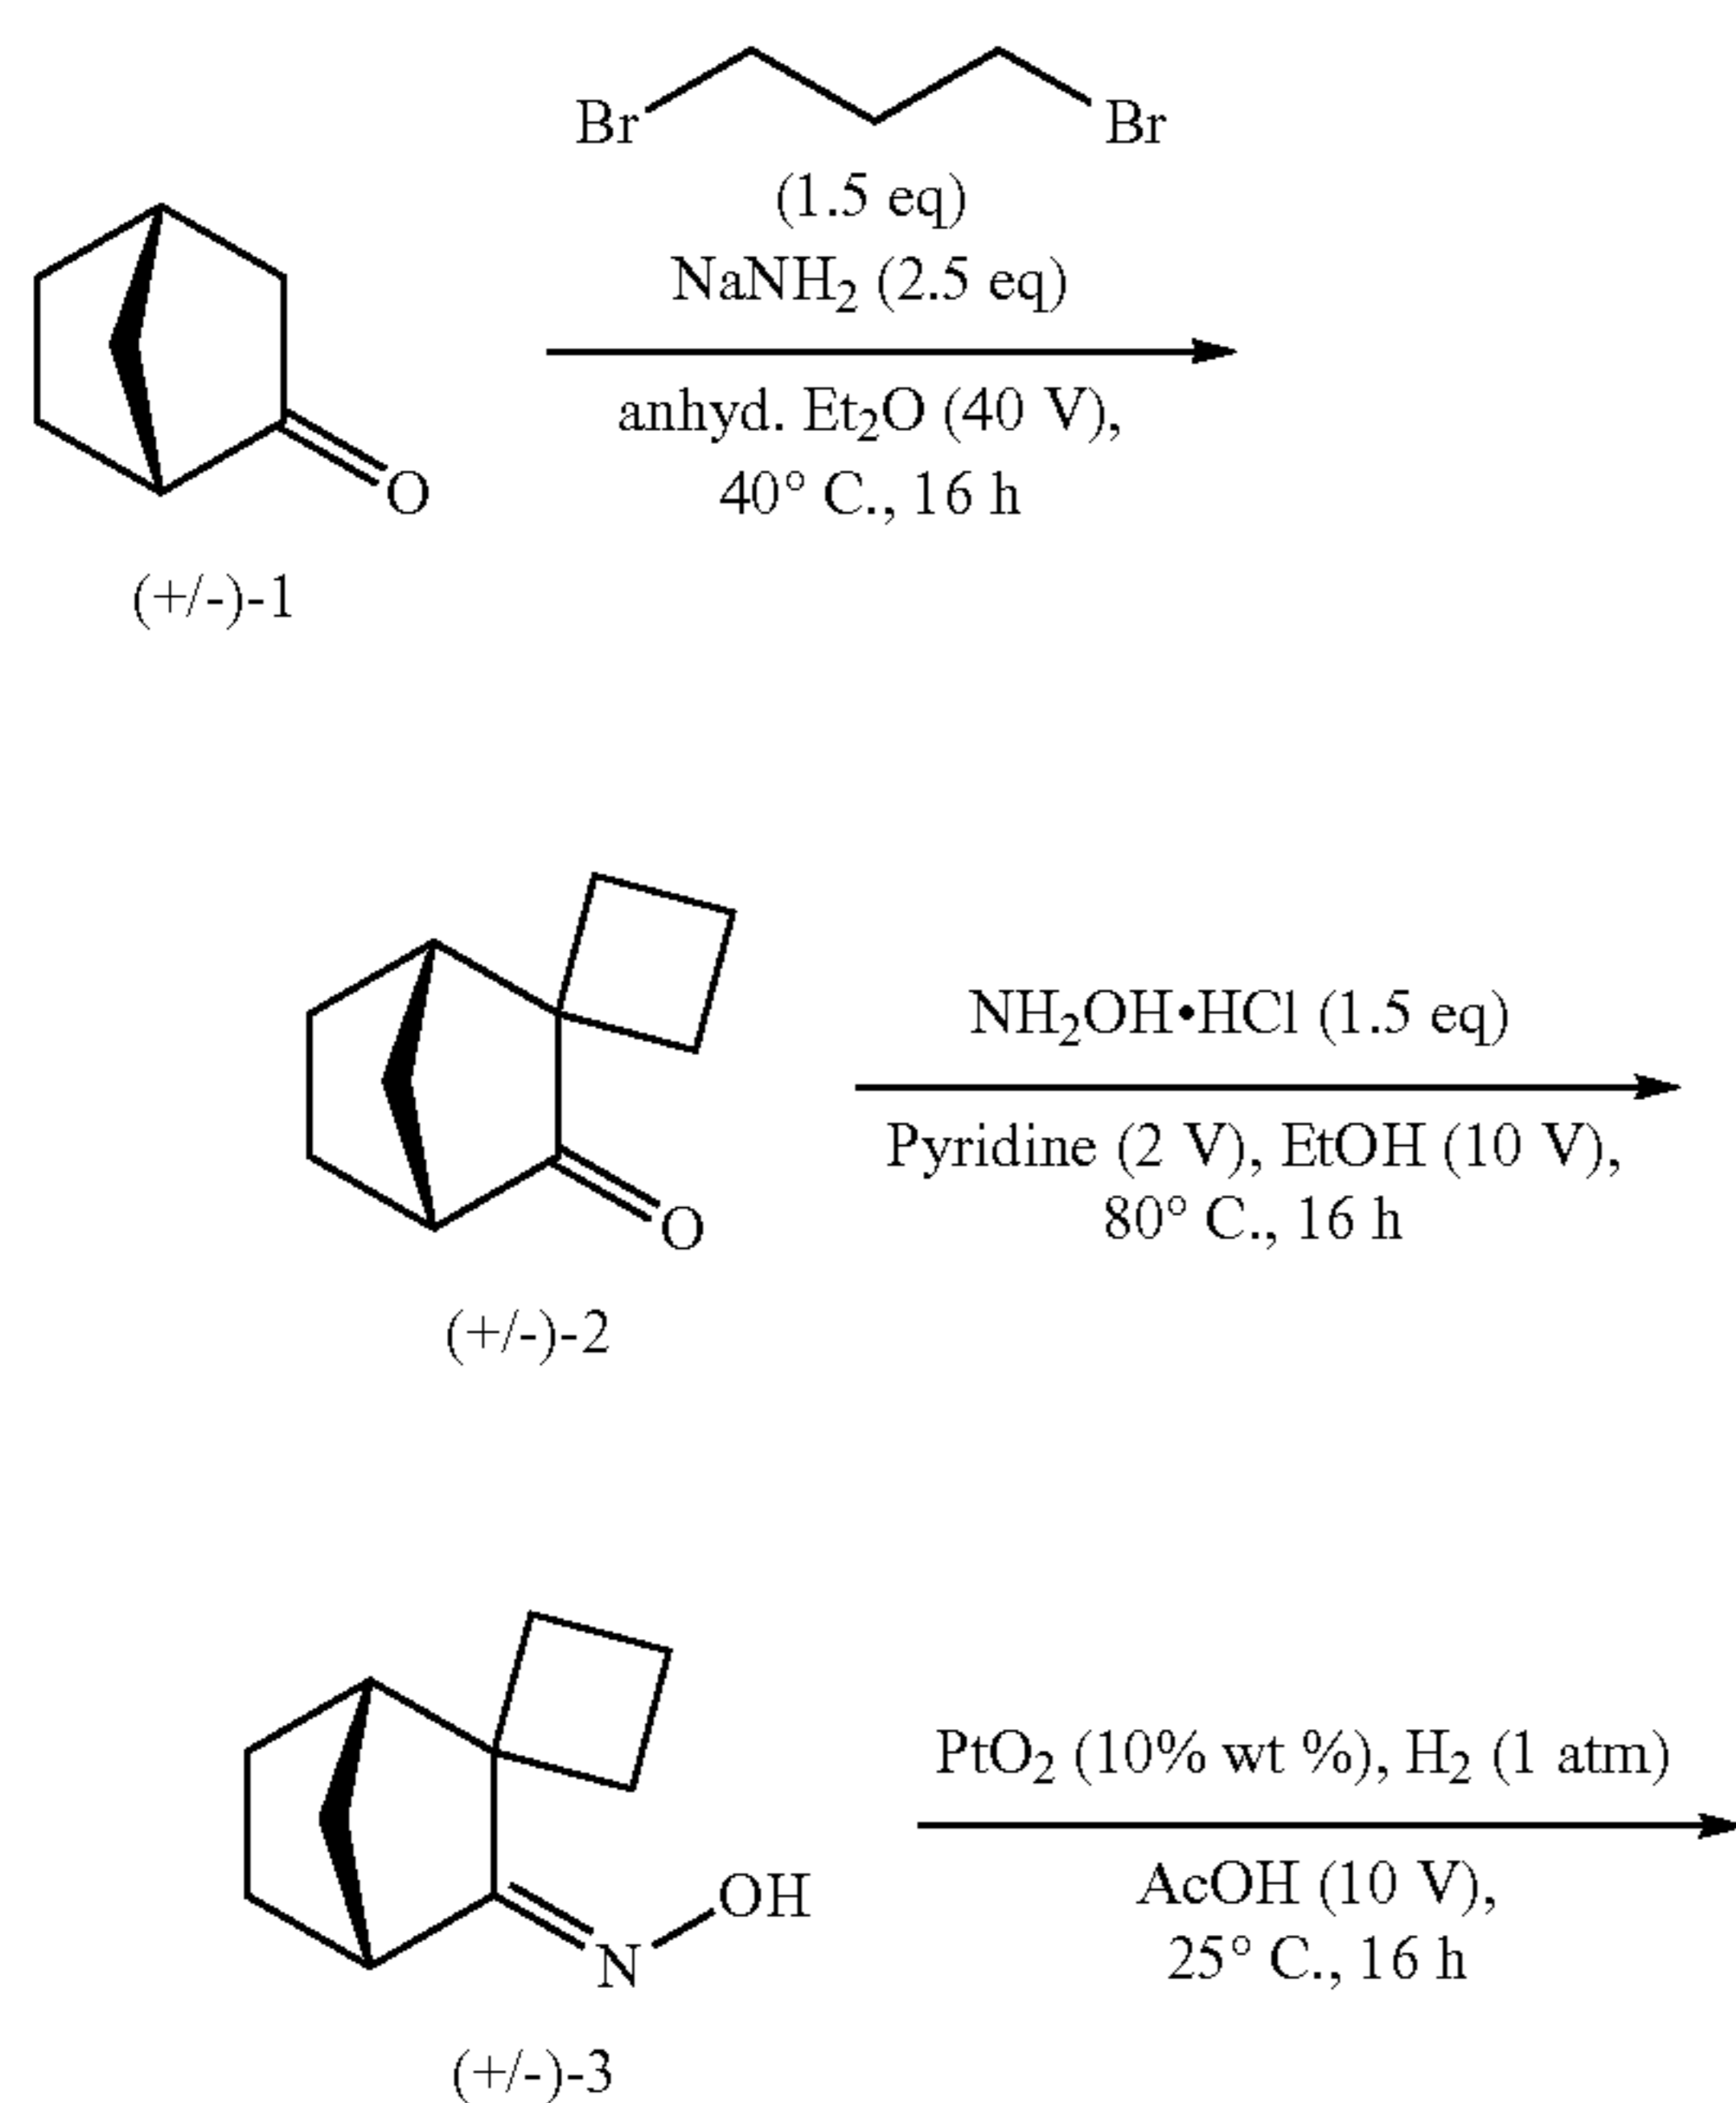 Br Br
(1.5 eq)
NaNH2 (2.5 eq)
anhyd. Et2O (40 V),
40° C., 16 h
O
(+/-)-1
NH2OH•HCl (1.5 eq)
Pyridine (2 V), EtOH (10 V),
80° C., 16 h
O
(+/-)-2
PtO2 (10% wt %), H2 (1 atm)
AcOH (10 V),
25° C., 16 h
OH
N
(+/-)-3